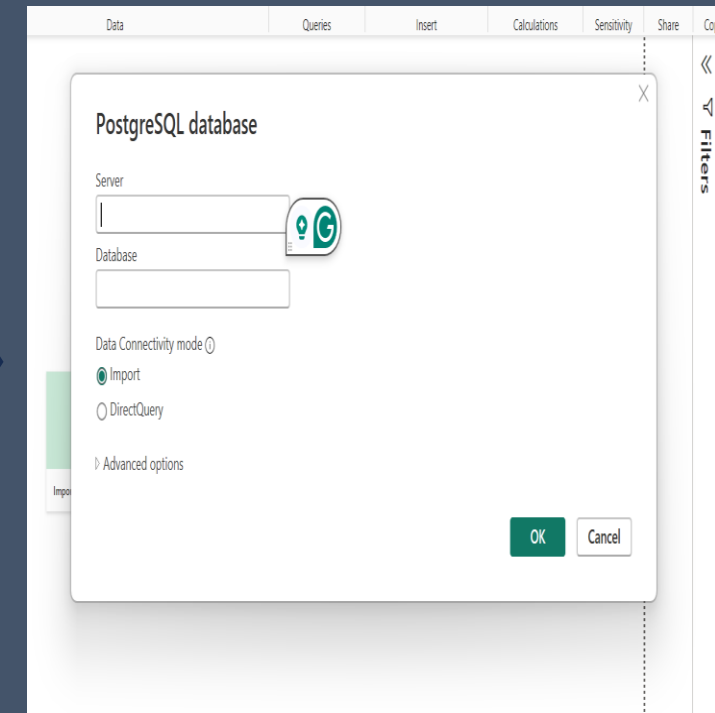 Data Queries Insert Calculations Sensitivity Share
PostgreSQL database
Server
Database
Data Connectivity mode
Import
DirectQuery
Advanced options
OK Cancel
Filters